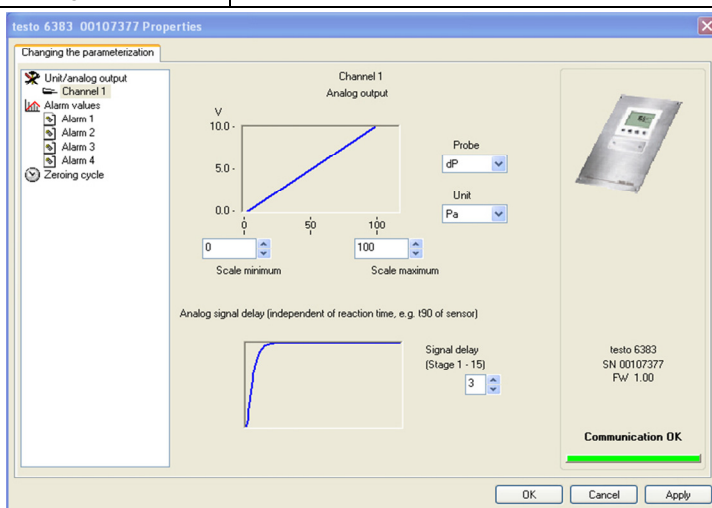 testo 6383 00107377 Properties
Changing the parameterization
Unit/analog output
Channel 1
Alarm values
Alarm 1
Alarm 2
Alarm 3
Alarm 4
Zeroing cycle
Channel 1
Analog output
V
10.0 -
5.0 -
0.0 -
0 50 100
0 100
Scale minimum Scale maximum
Probe
dP
Unit
Pa
Analog signal delay (independent of reaction time, e.g. t90 of sensor)
Signal delay
(Stage 1 - 15)
3
testo 6383
SN 00107377
FW 1.00
Communication OK
OK Cancel Apply